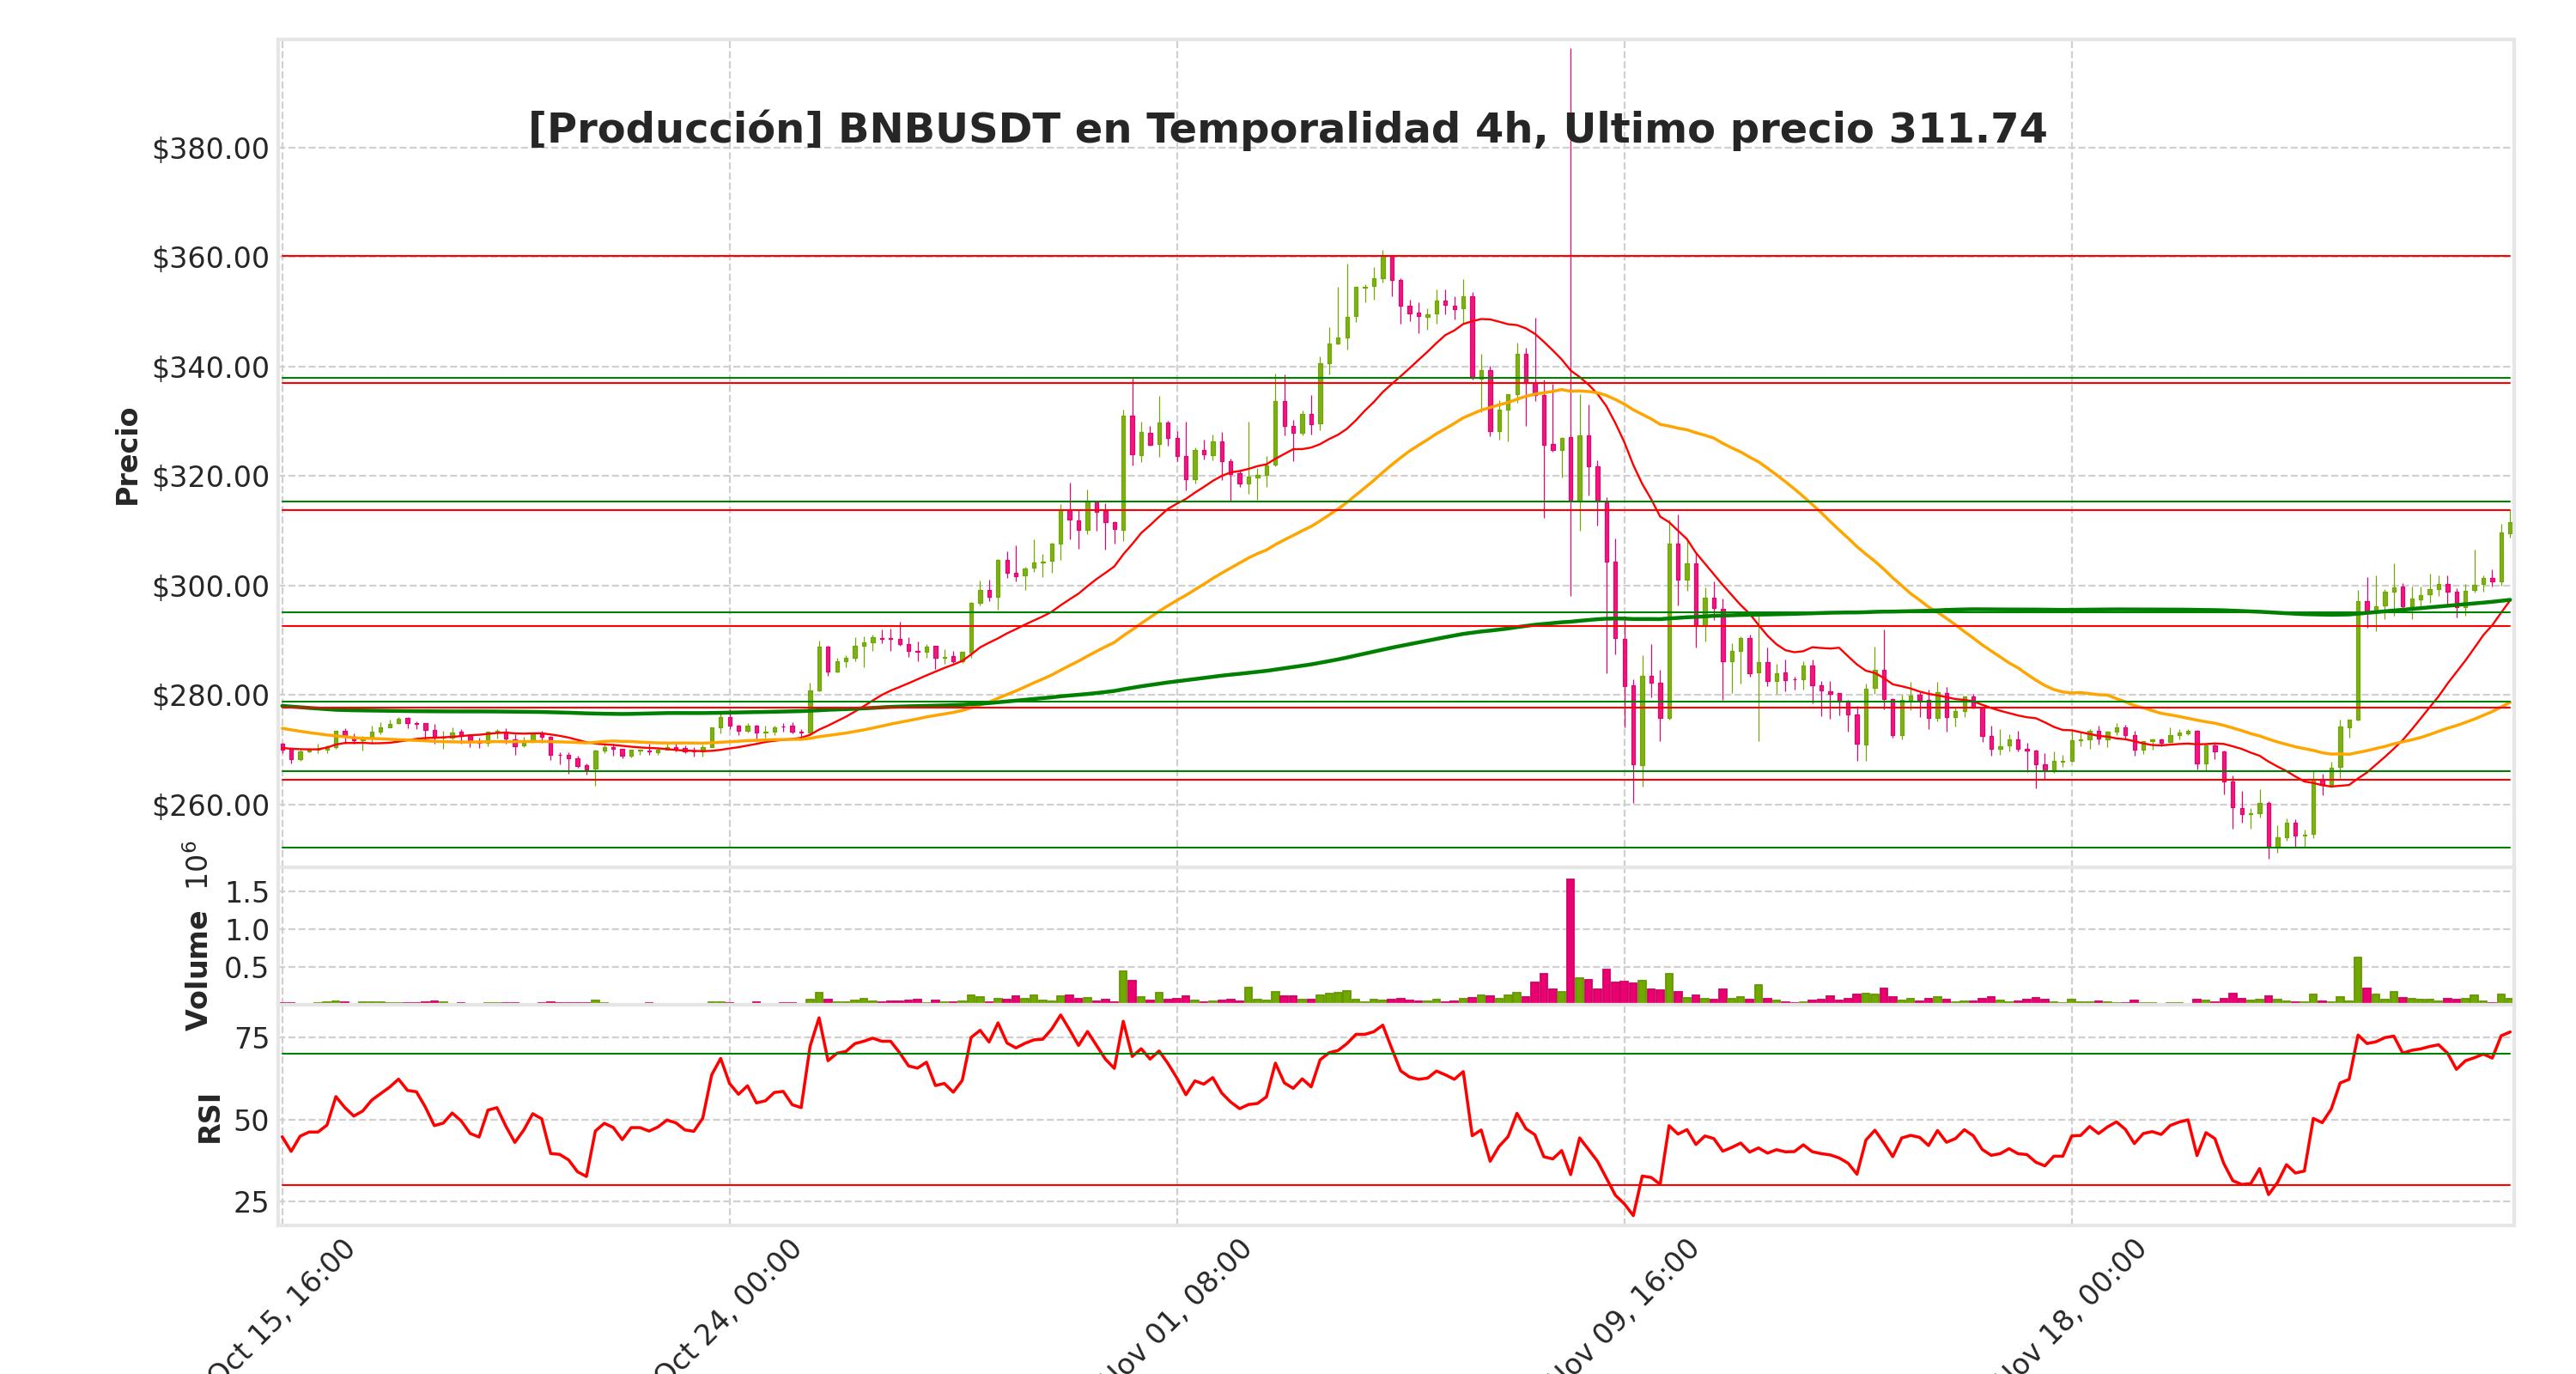 [Producción] BNBUSDT en Temporalidad 4h, Ultimo precio 311.74
Precio
$380.00
$360.00
$340.00
$320.00
$300.00
$280.00
$260.00
Volume 10⁶
1.5
1.0
0.5
RSI
75
50
25
Oct 15, 16:00
Oct 24, 00:00
Nov 01, 08:00
Nov 09, 16:00
Nov 18, 00:00